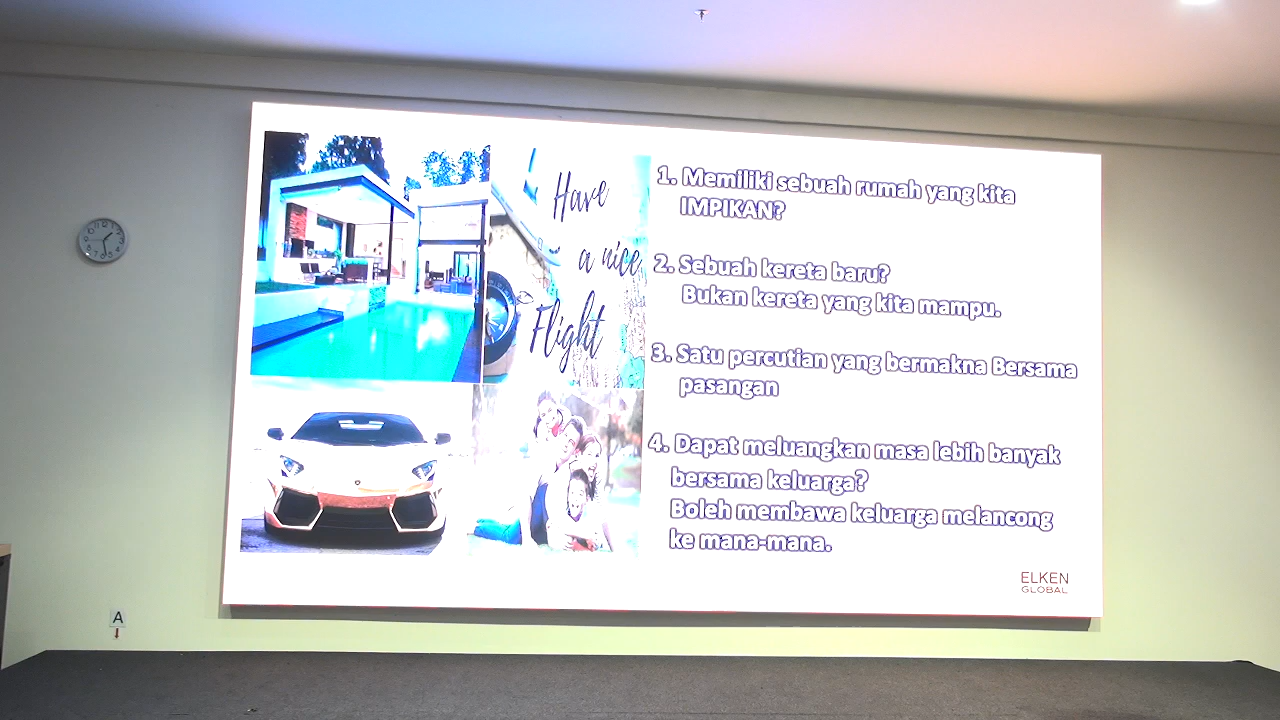 Have
a nice
Flight
1. Memiliki sebuah rumah yang kita
IMPIKAN?
2. Sebuah kereta baru?
Bukan kereta yang kita mampu.
3. Satu percutian yang bermakna Bersama
pasangan
4. Dapat meluangkan masa lebih banyak
bersama keluarga?
Boleh membawa keluarga melancong
ke mana-mana.
ELKEN
GLOBAL
A